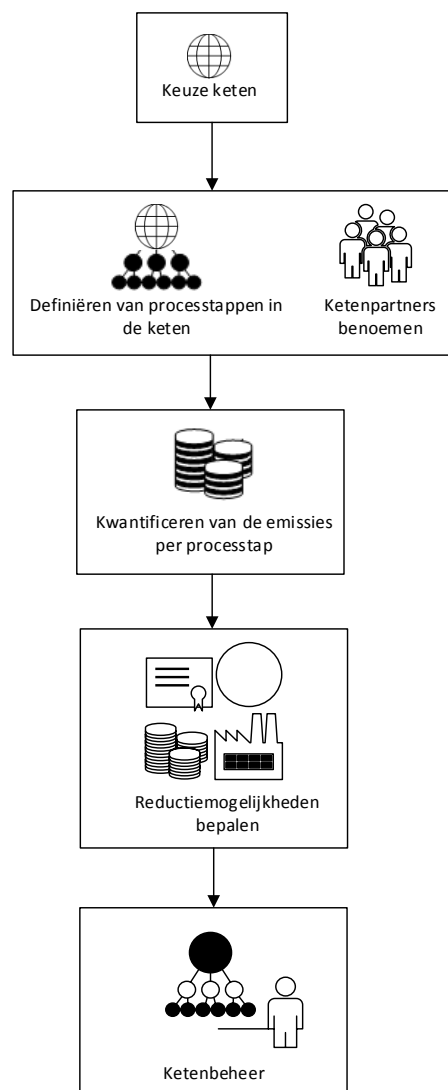 Keuze keten
Definiëren van processtappen in
de keten
Ketenpartners
benoemen
Kwantificeren van de emissies
per processtap
Reductiemogelijkheden
bepalen
Ketenbeheer